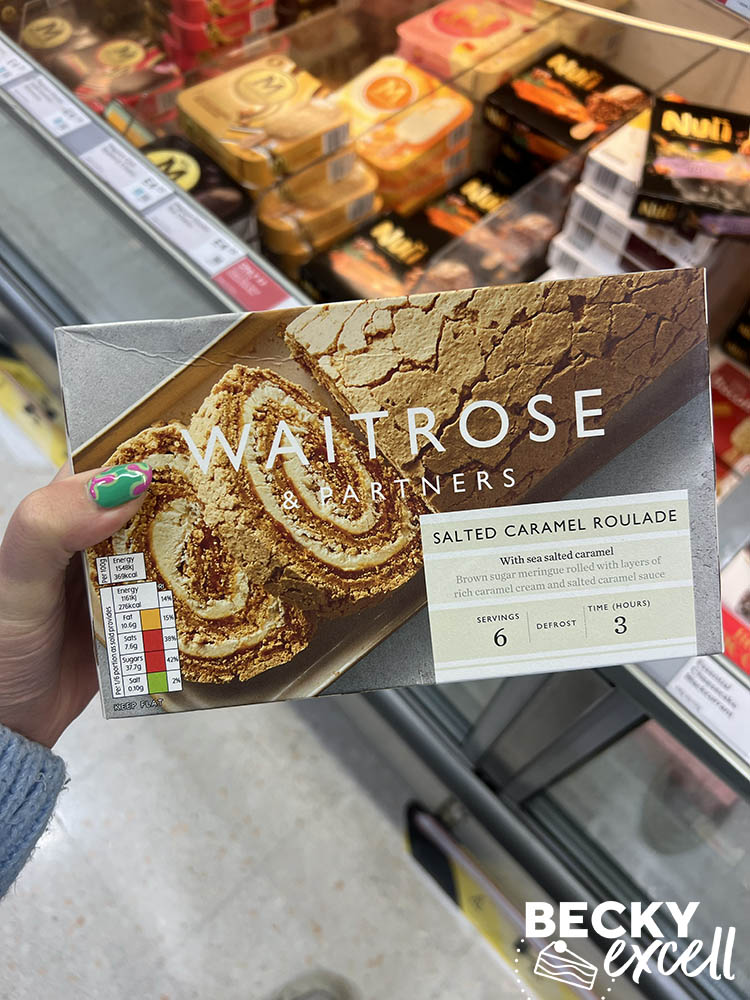 M
M
M
M
Nuii
Nuii
Nuii
Nuii
WAITROSE
& PARTNERS
SALTED CARAMEL ROULADE
With sea salted caramel
Brown sugar meringue rolled with layers of
rich caramel cream and salted caramel sauce
SERVINGS
6
DEFROST
TIME (HOURS)
3
Per 100g
Energy
1548kJ
369kcal
Per 1/6 portion as sold provides
Energy
1161kJ
276kcal
14%
Fat
10.6g
15%
Sats
7.6g
38%
Sugars
37.7g
42%
Salt
0.10g
2%
KEEP FLAT
Cheesecake
Blackcurrant
BECKY
excell